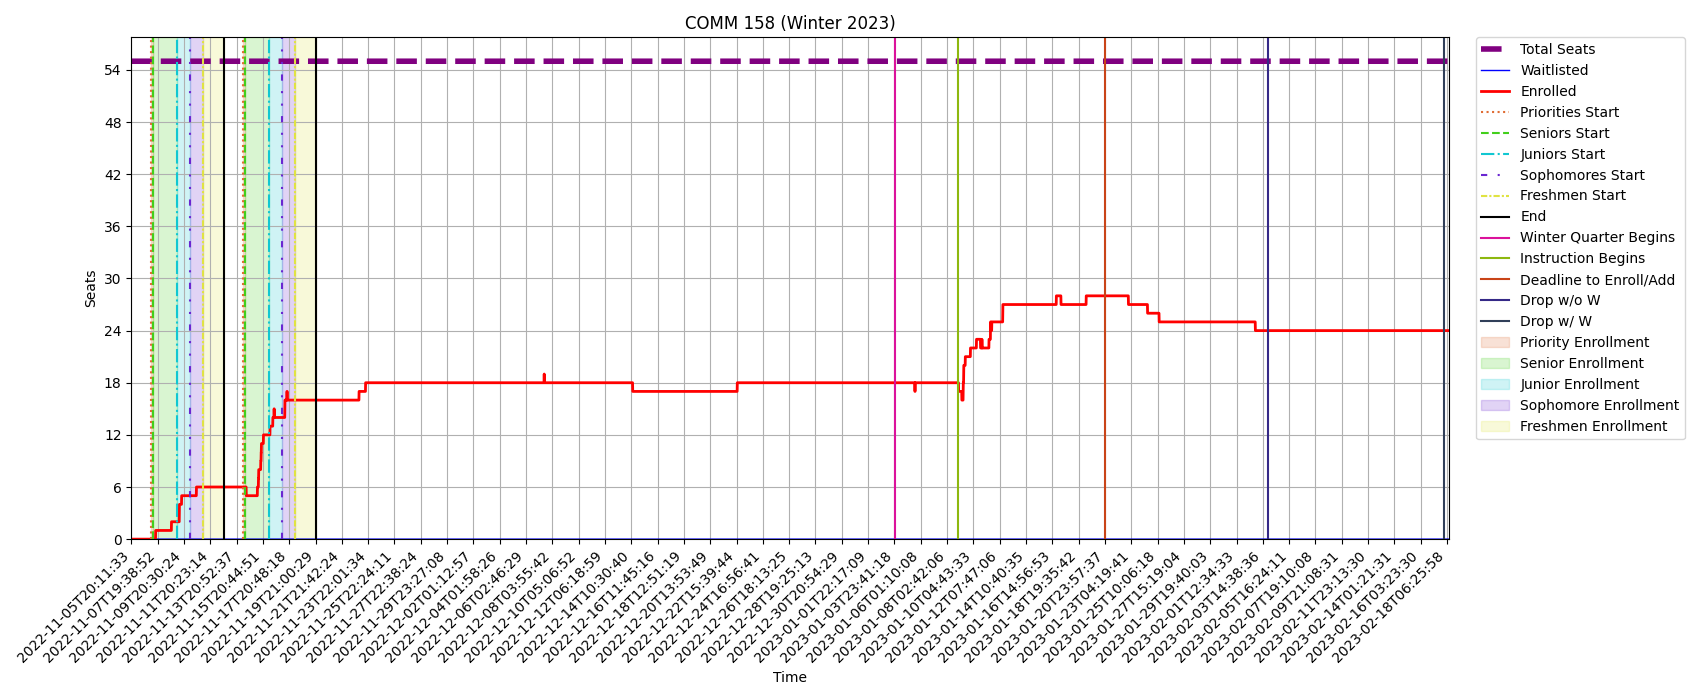 COMM 158 (Winter 2023)
Seats
54
48
42
36
30
24
18
12
6
0
2022-11-05T20:11:33
2022-11-07T19:38:52
2022-11-09T20:30:24
2022-11-11T20:23:14
2022-11-13T20:52:37
2022-11-15T20:44:51
2022-11-17T20:48:18
2022-11-19T21:00:29
2022-11-21T21:42:24
2022-11-23T22:01:34
2022-11-25T22:24:11
2022-11-27T22:38:24
2022-11-29T23:27:08
2022-12-02T01:12:57
2022-12-04T01:58:26
2022-12-06T02:46:29
2022-12-08T03:55:42
2022-12-10T05:06:52
2022-12-12T06:18:59
2022-12-14T10:30:40
2022-12-16T11:45:16
2022-12-18T12:51:19
2022-12-20T13:53:49
2022-12-22T15:39:44
2022-12-24T16:56:41
2022-12-26T18:13:25
2022-12-28T19:25:13
2022-12-30T20:54:29
2023-01-01T22:17:09
2023-01-03T23:41:18
2023-01-06T01:10:08
2023-01-08T02:42:06
2023-01-10T04:43:33
2023-01-12T07:47:06
2023-01-14T10:40:35
2023-01-16T14:56:53
2023-01-18T19:35:42
2023-01-20T23:57:37
2023-01-23T04:19:41
2023-01-25T10:06:18
2023-01-27T15:19:04
2023-01-29T19:40:03
2023-02-01T12:34:33
2023-02-03T14:38:36
2023-02-05T16:24:11
2023-02-07T19:10:08
2023-02-09T21:08:31
2023-02-11T23:13:30
2023-02-14T01:21:31
2023-02-16T03:23:30
2023-02-18T06:25:58
Time
Total Seats
Waitlisted
Enrolled
Priorities Start
Seniors Start
Juniors Start
Sophomores Start
Freshmen Start
End
Winter Quarter Begins
Instruction Begins
Deadline to Enroll/Add
Drop w/o W
Drop w/ W
Priority Enrollment
Senior Enrollment
Junior Enrollment
Sophomore Enrollment
Freshmen Enrollment